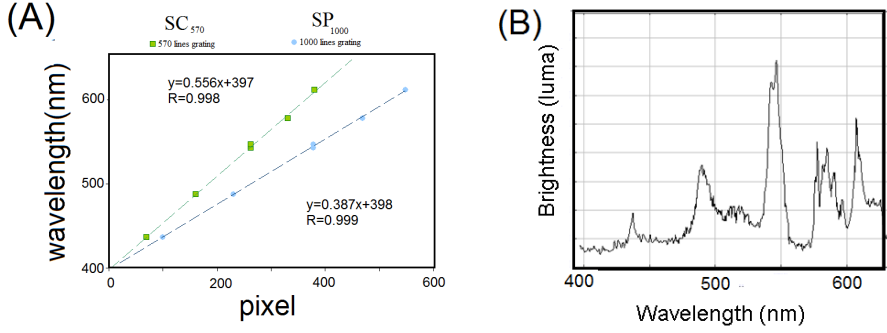 (A)
SC570
SP1000
570 lines grating
1000 lines grating
wavelength(nm)
600
500
400
y=0.556x+397
R=0.998
y=0.387x+398
R=0.999
0
200
400
600
pixel
(B)
Brightness (luma)
400
500
600
Wavelength (nm)